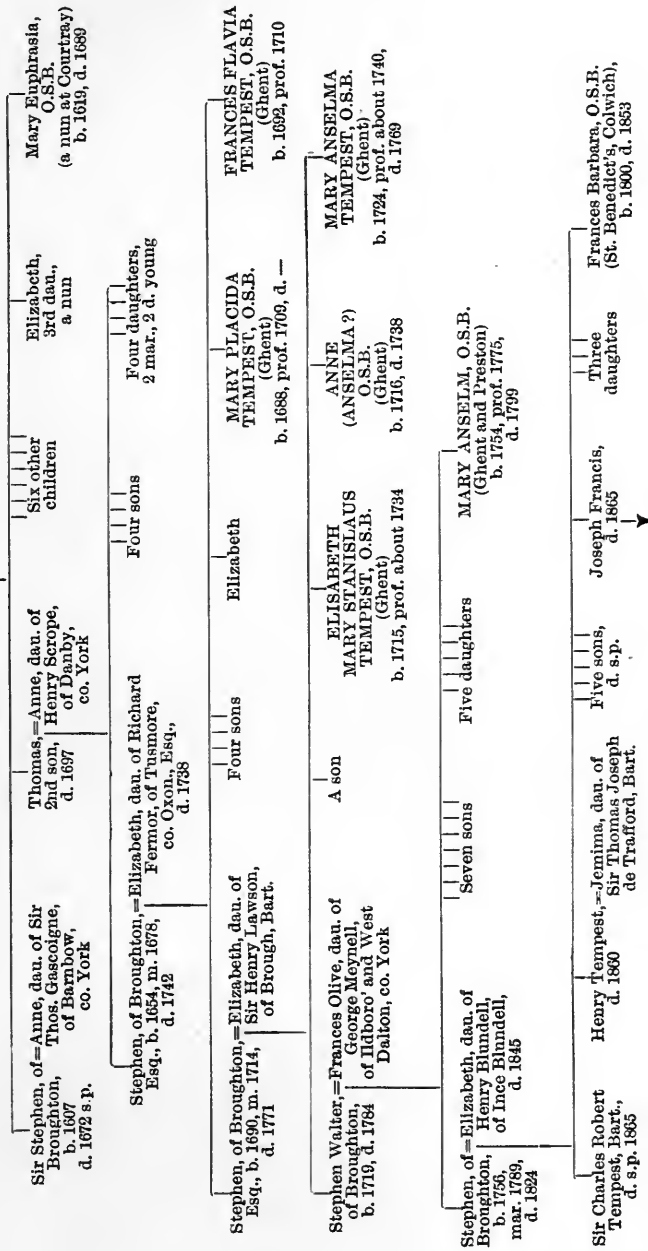 Sir Stephen, of=Anne, dau. of Sir
Broughton, Thos. Gascoigne,
b. 1607 of Barnbow,
d. 1672 s.p. co. York
Thomas,=Anne, dau. of
2nd son, Henry Scrope,
d. 1697 of Danby,
co. York
Six other
children
Elizabeth,
3rd dau.,
a nun
Mary Euphrasia,
O.S.B.
(a nun at Courtray)
b. 1619, d. 1689
Stephen, of Broughton,=Elizabeth, dau. of Richard
Esq., b. 1654, m. 1678, Fermor, of Tusmore,
d. 1742 co. Oxon., Esq.,
d. 1738
Four sons
Four daughters,
2 mar., 2 d. young
Stephen, of Broughton,=Elizabeth, dau. of
Esq., b. 1690, m. 1714, Sir Henry Lawson,
d. 1771 of Brough, Bart.
Four sons
Elizabeth
MARY PLACIDA
TEMPEST, O.S.B.
(Ghent)
b. 1688, prof. 1709, d. —
FRANCES FLAVIA
TEMPEST, O.S.B.
(Ghent)
b. 1692, prof. 1710
Stephen Walter,=Frances Olive, dau. of
of Broughton, George Meynell,
b. 1719, d. 1784 of Ildboro' and West
Dalton, co. York
A son
ELISABETH
MARY STANISLAUS
TEMPEST, O.S.B.
(Ghent)
b. 1715, prof. about 1734
ANNE
(ANSELMA?)
O.S.B.
(Ghent)
b. 1716, d. 1738
MARY ANSELMA
TEMPEST, O.S.B.
(Ghent)
b. 1724, prof. about 1740,
d. 1769
Stephen, of=Elizabeth, dau. of
Broughton, Henry Blundell,
b. 1756, of Ince Blundell,
mar. 1789, d. 1845
d. 1824
Seven sons
Five daughters
MARY ANSELM, O.S.B.
(Ghent and Preston)
b. 1754, prof. 1775,
d. 1799
Sir Charles Robert
Tempest, Bart.,
d. s.p. 1865
Henry Tempest,=Jemima, dau. of
d. 1860 Sir Thomas Joseph
de Trafford, Bart.
Five sons,
d. s.p.
Joseph Francis,
d. 1865
Three
daughters
Frances Barbara, O.S.B.
(St. Benedict's, Colwich),
b. 1800, d. 1853